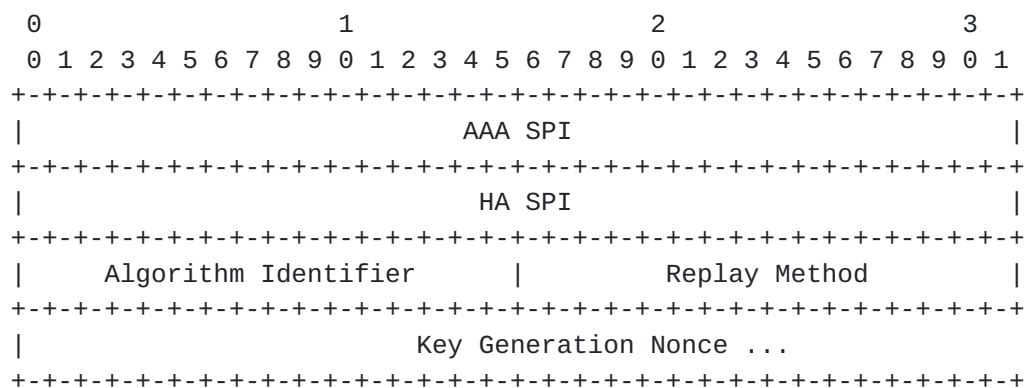 0                   1                   2                   3
 0 1 2 3 4 5 6 7 8 9 0 1 2 3 4 5 6 7 8 9 0 1 2 3 4 5 6 7 8 9 0 1
+-+-+-+-+-+-+-+-+-+-+-+-+-+-+-+-+-+-+-+-+-+-+-+-+-+-+-+-+-+-+-+-+
|                            AAA SPI                            |
+-+-+-+-+-+-+-+-+-+-+-+-+-+-+-+-+-+-+-+-+-+-+-+-+-+-+-+-+-+-+-+-+
|                             HA SPI                            |
+-+-+-+-+-+-+-+-+-+-+-+-+-+-+-+-+-+-+-+-+-+-+-+-+-+-+-+-+-+-+-+-+
|     Algorithm Identifier      |         Replay Method         |
+-+-+-+-+-+-+-+-+-+-+-+-+-+-+-+-+-+-+-+-+-+-+-+-+-+-+-+-+-+-+-+-+
|                         Key Generation Nonce ...
+-+-+-+-+-+-+-+-+-+-+-+-+-+-+-+-+-+-+-+-+-+-+-+-+-+-+-+-+-+-+-+-+